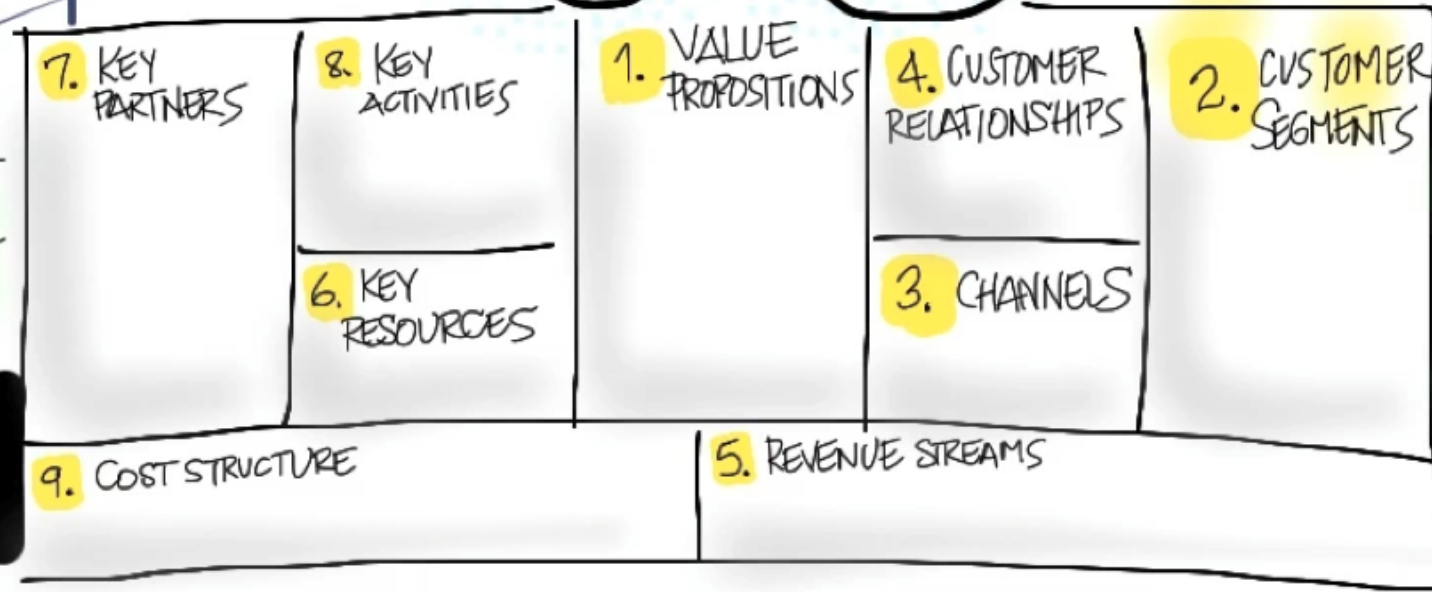 7. KEY
PARTNERS
8. KEY
ACTIVITIES
6. KEY
RESOURCES
1. VALUE
PROPOSITIONS
4. CUSTOMER
RELATIONSHIPS
3. CHANNELS
2. CUSTOMER
SEGMENTS
9. COST STRUCTURE
5. REVENUE STREAMS